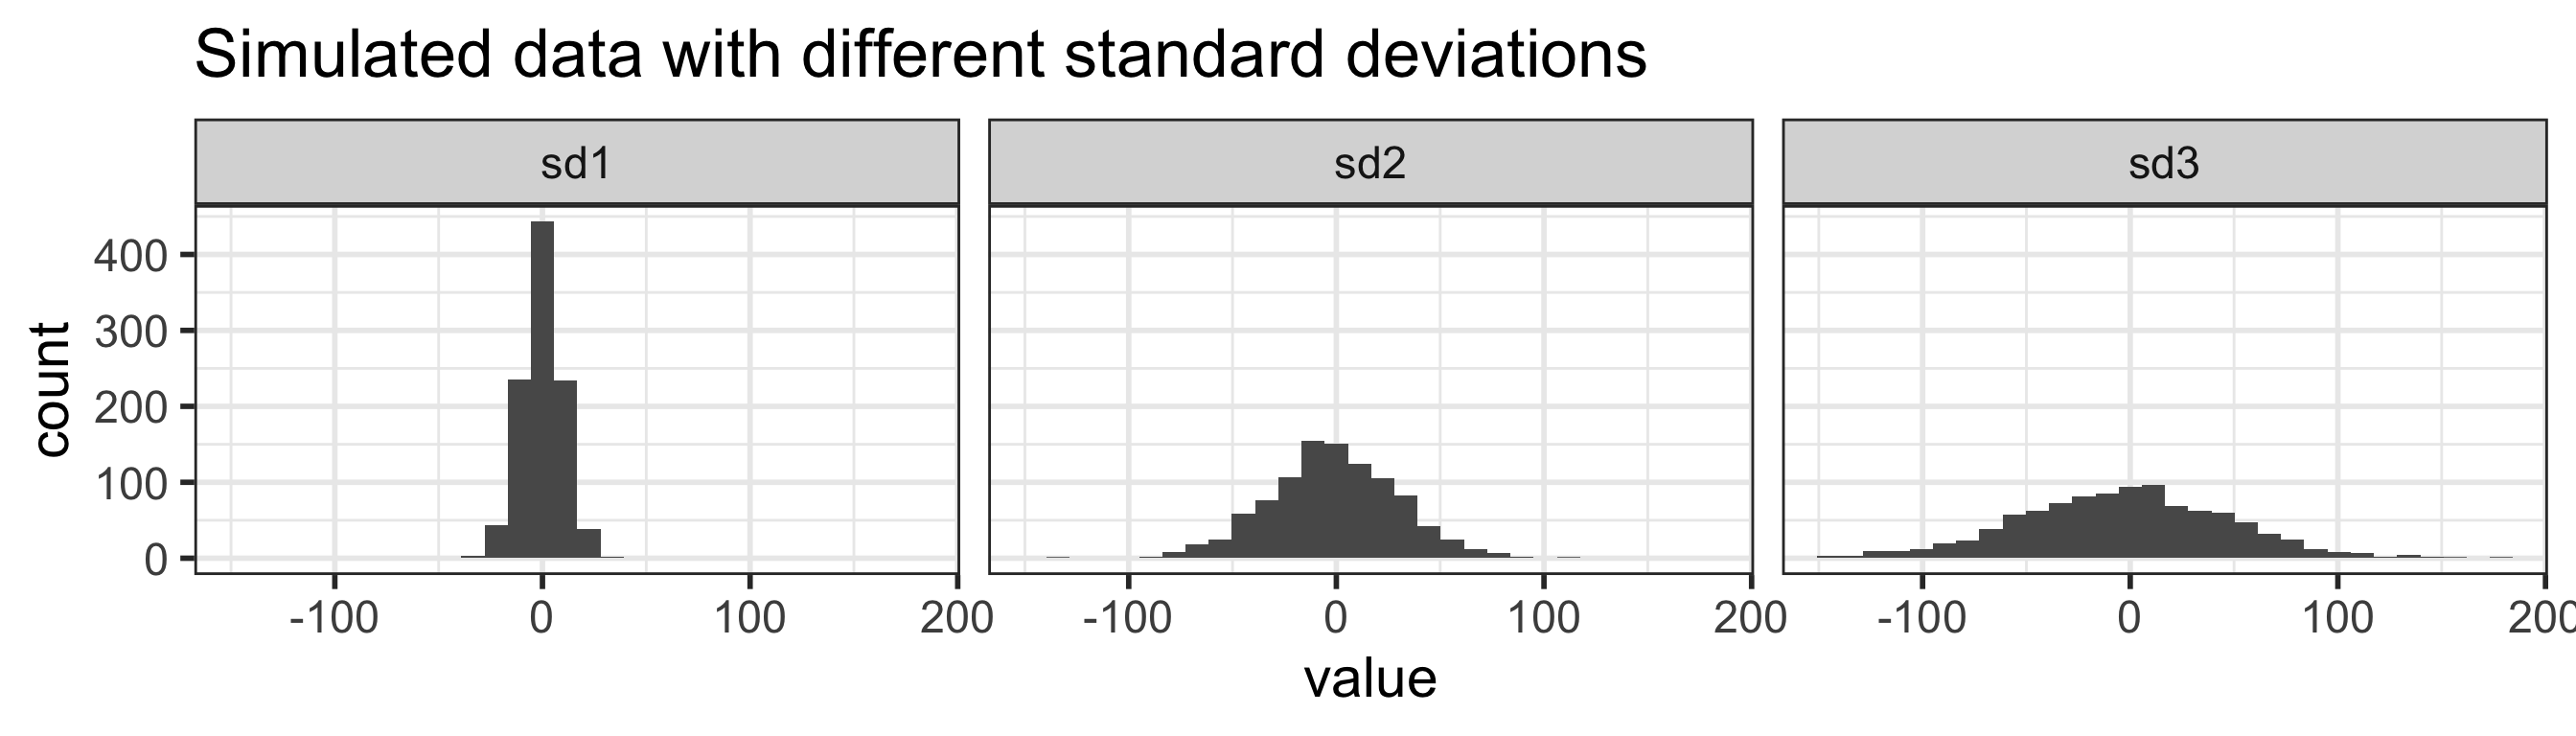 Simulated data with different standard deviations
sd1 sd2 sd3
count
400
300
200
100
0
-100 0 100 200 -100 0 100 200 -100 0 100 200
value